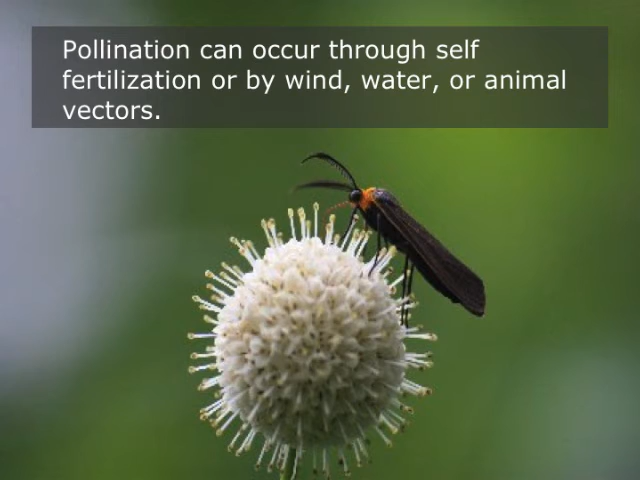 Pollination can occur through self
fertilization or by wind, water, or animal
vectors.